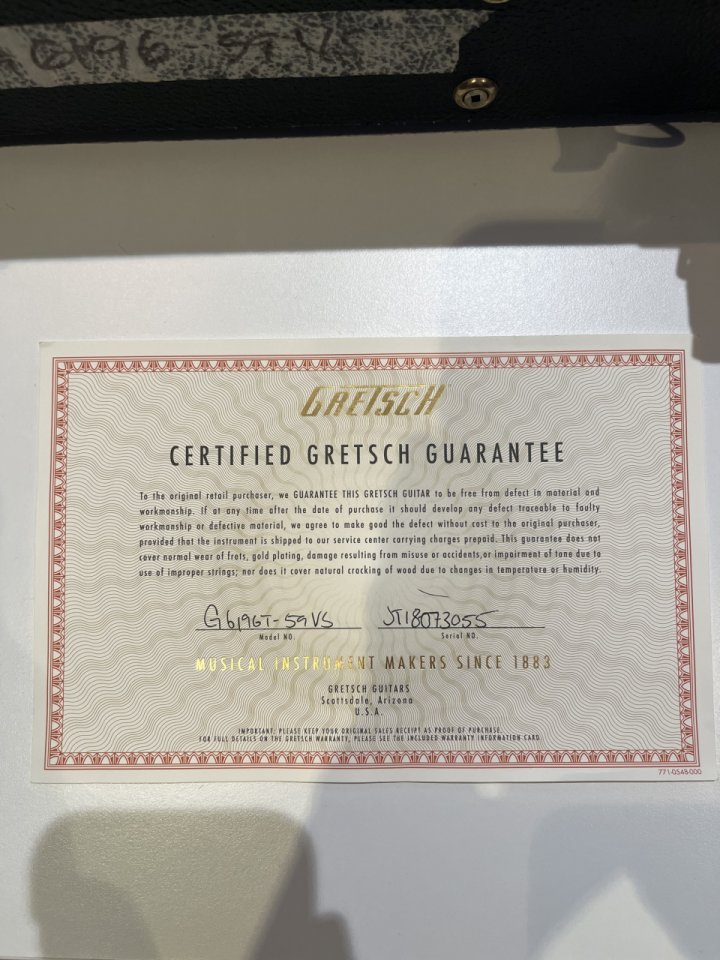 6196-59VS
GRETSCH
CERTIFIED GRETSCH GUARANTEE
To the original retail purchaser, we GUARANTEE THIS GRETSCH GUITAR to be free from defect in material and
workmanship. If at any time after the date of purchase it should develop any defect traceable to faulty
workmanship or defective material, we agree to make good the defect without cost to the original purchaser,
provided that the instrument is shipped to our service center carrying charges prepaid. This guarantee does not
cover normal wear of frets, gold plating, damage resulting from misuse or accidents,or impairment of tone due to
use of improper strings; nor does it cover natural cracking of wood due to changes in temperature or humidity.
G6196T-59VS JT18073055
Model NO. Serial NO.
MUSICAL INSTRUMENT MAKERS SINCE 1883
GRETSCH GUITARS
Scottsdale, Arizona
U.S.A.
IMPORTANT: PLEASE KEEP YOUR ORIGINAL SALES RECEIPT AS PROOF OF PURCHASE.
FOR FULL DETAILS ON THE GRETSCH WARRANTY, PLEASE SEE THE INCLUDED WARRANTY INFORMATION CARD
771-0548-000